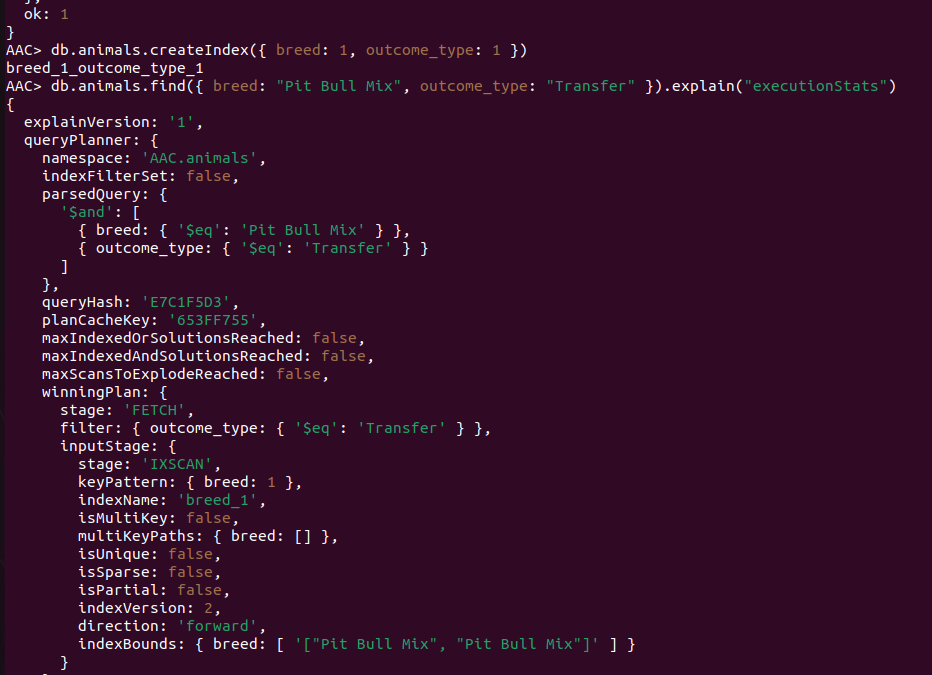 },
  ok: 1
}
AAC> db.animals.createIndex({ breed: 1, outcome_type: 1 })
breed_1_outcome_type_1
AAC> db.animals.find({ breed: "Pit Bull Mix", outcome_type: "Transfer" }).explain("executionStats")
{
  explainVersion: '1',
  queryPlanner: {
    namespace: 'AAC.animals',
    indexFilterSet: false,
    parsedQuery: {
      '$and': [
        { breed: { '$eq': 'Pit Bull Mix' } },
        { outcome_type: { '$eq': 'Transfer' } }
      ]
    },
    queryHash: 'E7C1F5D3',
    planCacheKey: '653FF755',
    maxIndexedOrSolutionsReached: false,
    maxIndexedAndSolutionsReached: false,
    maxScansToExplodeReached: false,
    winningPlan: {
      stage: 'FETCH',
      filter: { outcome_type: { '$eq': 'Transfer' } },
      inputStage: {
        stage: 'IXSCAN',
        keyPattern: { breed: 1 },
        indexName: 'breed_1',
        isMultiKey: false,
        multiKeyPaths: { breed: [] },
        isUnique: false,
        isSparse: false,
        isPartial: false,
        indexVersion: 2,
        direction: 'forward',
        indexBounds: { breed: [ '["Pit Bull Mix", "Pit Bull Mix"]' ] }
      }